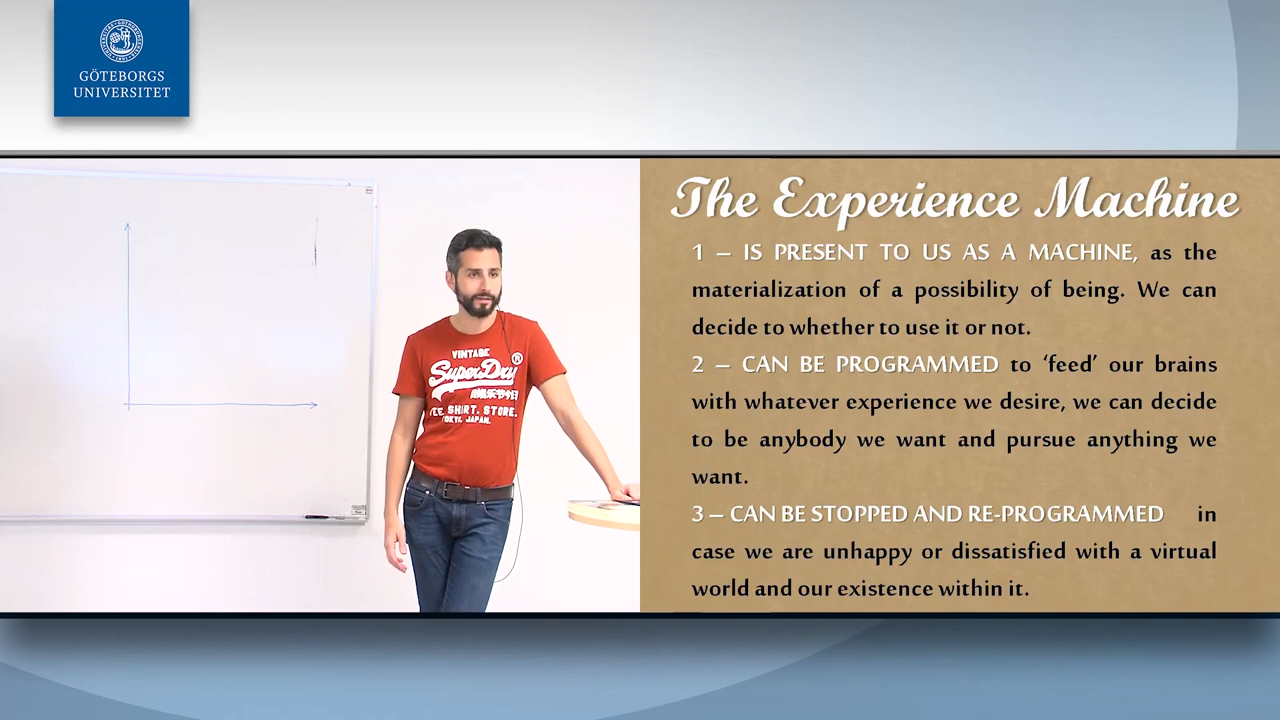 GÖTEBORGS
UNIVERSITET
VINTAGE
SuperDry
®
TEE SHIRT. STORE.
TOKYO. JAPAN.
The Experience Machine
1 – IS PRESENT TO US AS A MACHINE, as the
materialization of a possibility of being. We can
decide to whether to use it or not.
2 – CAN BE PROGRAMMED to ‘feed’ our brains
with whatever experience we desire, we can decide
to be anybody we want and pursue anything we
want.
3 – CAN BE STOPPED AND RE-PROGRAMMED in
case we are unhappy or dissatisfied with a virtual
world and our existence within it.